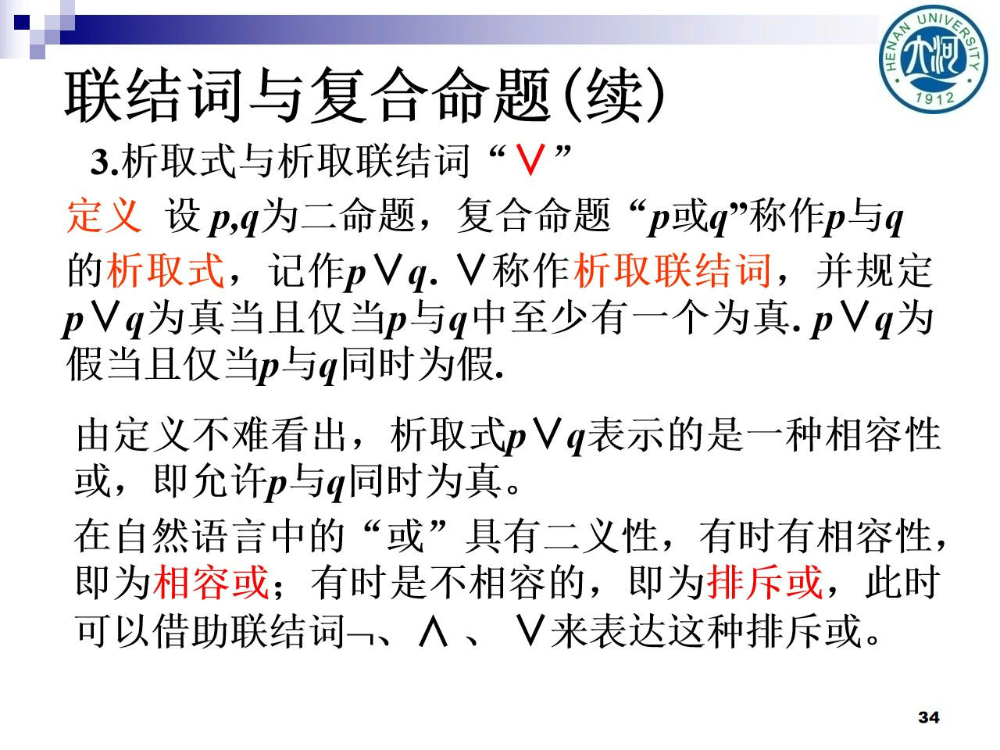 HENAN UNIVERSITY
1912
联结词与复合命题(续)
3.析取式与析取联结词“∨”
定义 设 p,q为二命题，复合命题“p或q”称作p与q
的析取式，记作p∨q. ∨称作析取联结词，并规定
p∨q为真当且仅当p与q中至少有一个为真. p∨q为
假当且仅当p与q同时为假.
由定义不难看出，析取式p∨q表示的是一种相容性
或，即允许p与q同时为真。
在自然语言中的“或”具有二义性，有时有相容性，
即为相容或；有时是不相容的，即为排斥或，此时
可以借助联结词﹁、∧ 、 ∨来表达这种排斥或。
34